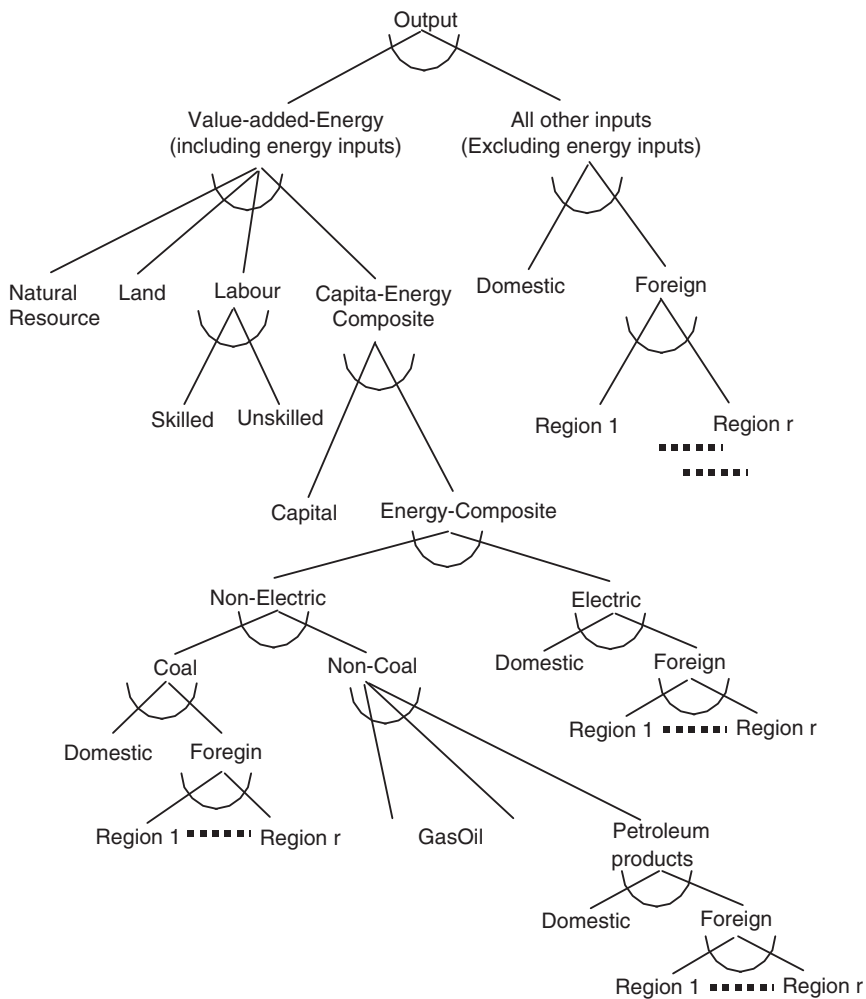 Output
Value-added-Energy
(including energy inputs)
All other inputs
(Excluding energy inputs)
Natural
Resource
Land
Labour
Capita-Energy
Composite
Domestic
Foreign
Skilled
Unskilled
Region 1
Region r
Capital
Energy-Composite
Non-Electric
Electric
Coal
Non-Coal
Domestic
Foreign
Region 1
Region r
Domestic
Foregin
Region 1
Region r
GasOil
Petroleum
products
Domestic
Foreign
Region 1
Region r